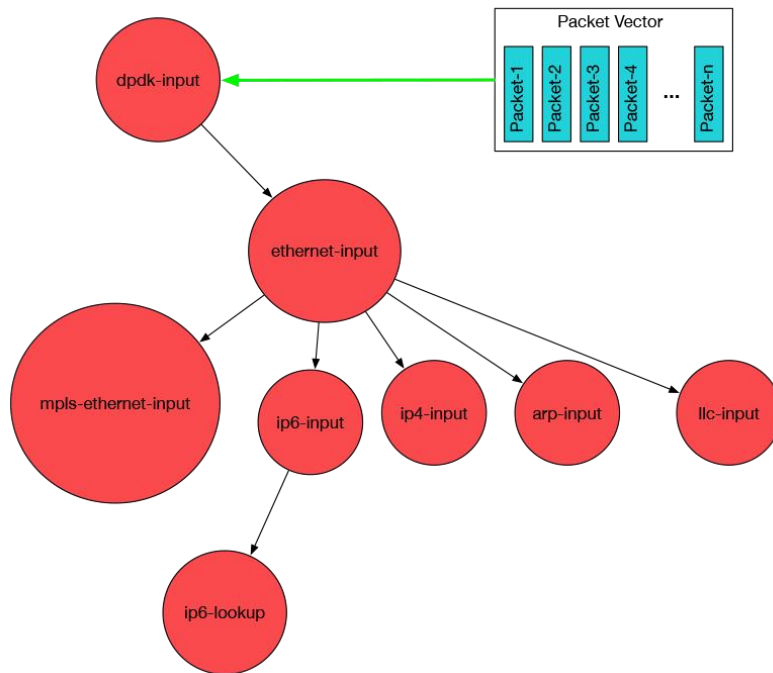 Packet Vector
Packet-1
Packet-2
Packet-3
Packet-4
...
Packet-n
dpdk-input
ethernet-input
mpls-ethernet-input
ip6-input
ip4-input
arp-input
llc-input
ip6-lookup